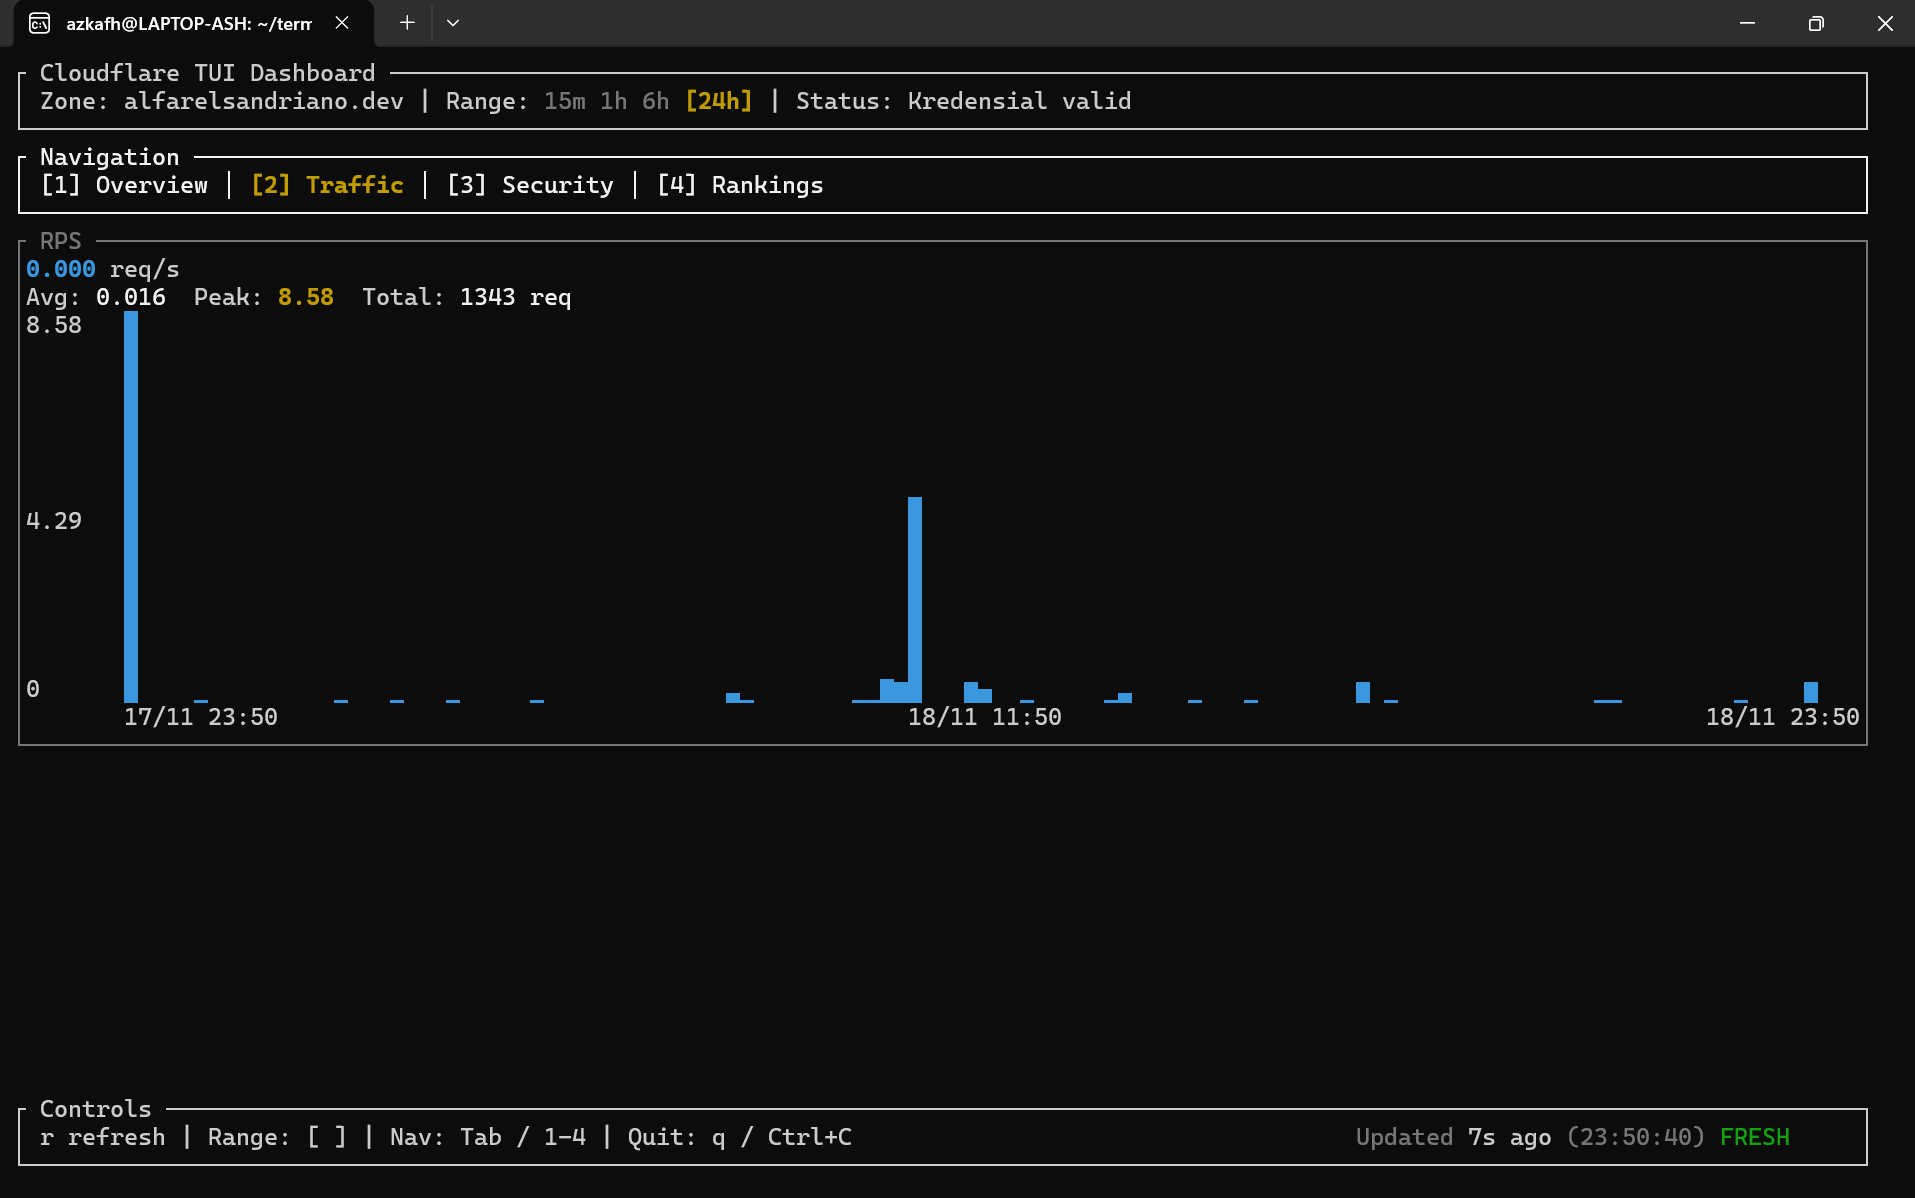 azkafh@LAPTOP-ASH: ~/term
Cloudflare TUI Dashboard
Zone: alfarelsandriano.dev | Range: 15m 1h 6h [24h] | Status: Kredensial valid
Navigation
[1] Overview | [2] Traffic | [3] Security | [4] Rankings
RPS
0.000 req/s
Avg: 0.016 Peak: 8.58 Total: 1343 req
8.58
4.29
0
17/11 23:50 18/11 11:50 18/11 23:50
Controls
r refresh | Range: [ ] | Nav: Tab / 1-4 | Quit: q / Ctrl+C Updated 7s ago (23:50:40) FRESH